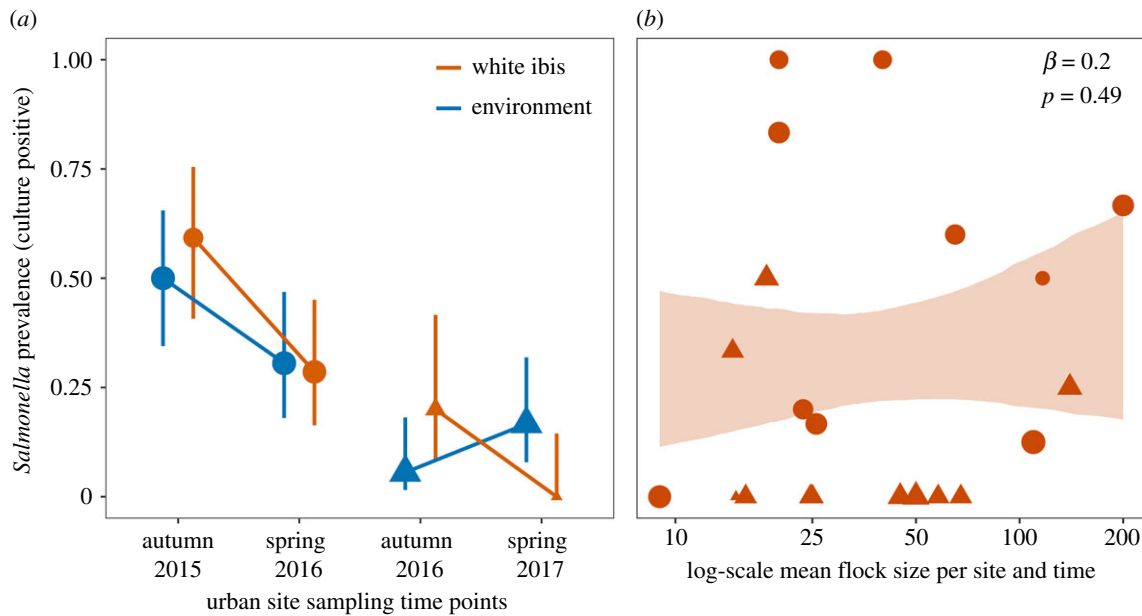 (a)
1.00
0.75
0.50
0.25
0
Salmonella prevalence (culture positive)
white ibis
environment
autumn
2015
spring
2016
autumn
2016
spring
2017
urban site sampling time points
(b)
β = 0.2
p = 0.49
10
25
50
100
200
log-scale mean flock size per site and time